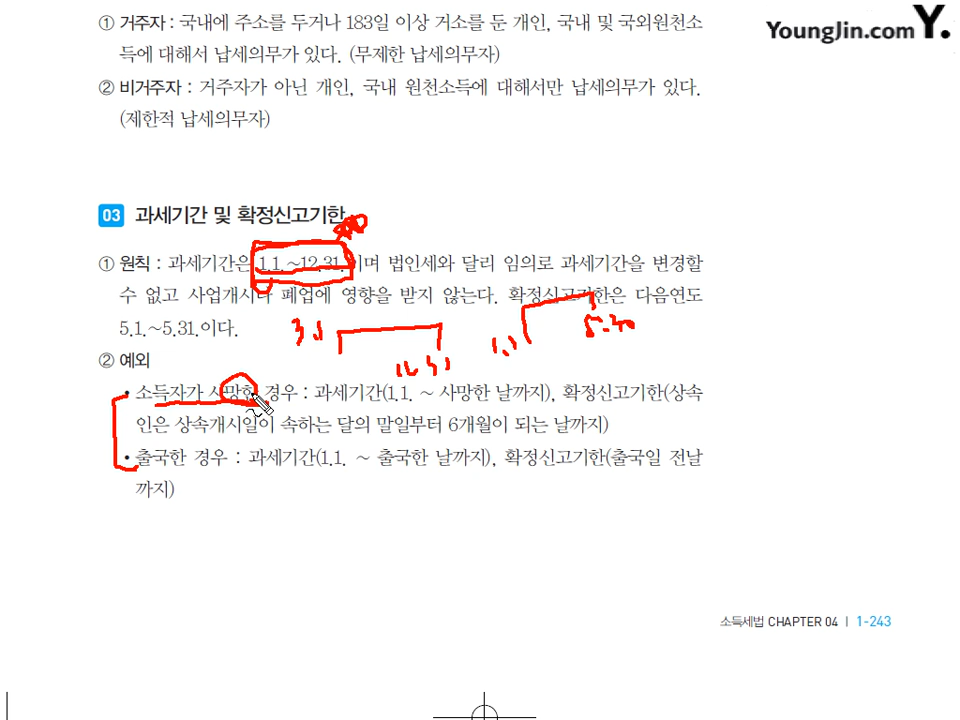 ① 거주자 : 국내에 주소를 두거나 183일 이상 거소를 둔 개인, 국내 및 국외원천소
득에 대해서 납세의무가 있다. (무제한 납세의무자)
② 비거주자 : 거주자가 아닌 개인, 국내 원천소득에 대해서만 납세의무가 있다.
(제한적 납세의무자)
YoungJin.com Y.
03 과세기간 및 확정신고기한
① 원칙 : 과세기간은 1.1.~12.31.이며 법인세와 달리 임의로 과세기간을 변경할
수 없고 사업개시나 폐업에 영향을 받지 않는다. 확정신고기한은 다음연도
5.1.~5.31.이다.
3.1
12.31
1.1
5.20
② 예외
• 소득자가 사망한 경우 : 과세기간(1.1. ~ 사망한 날까지), 확정신고기한(상속
인은 상속개시일이 속하는 달의 말일부터 6개월이 되는 날까지)
• 출국한 경우 : 과세기간(1.1. ~ 출국한 날까지), 확정신고기한(출국일 전날
까지)
소득세법 CHAPTER 04 | 1-243